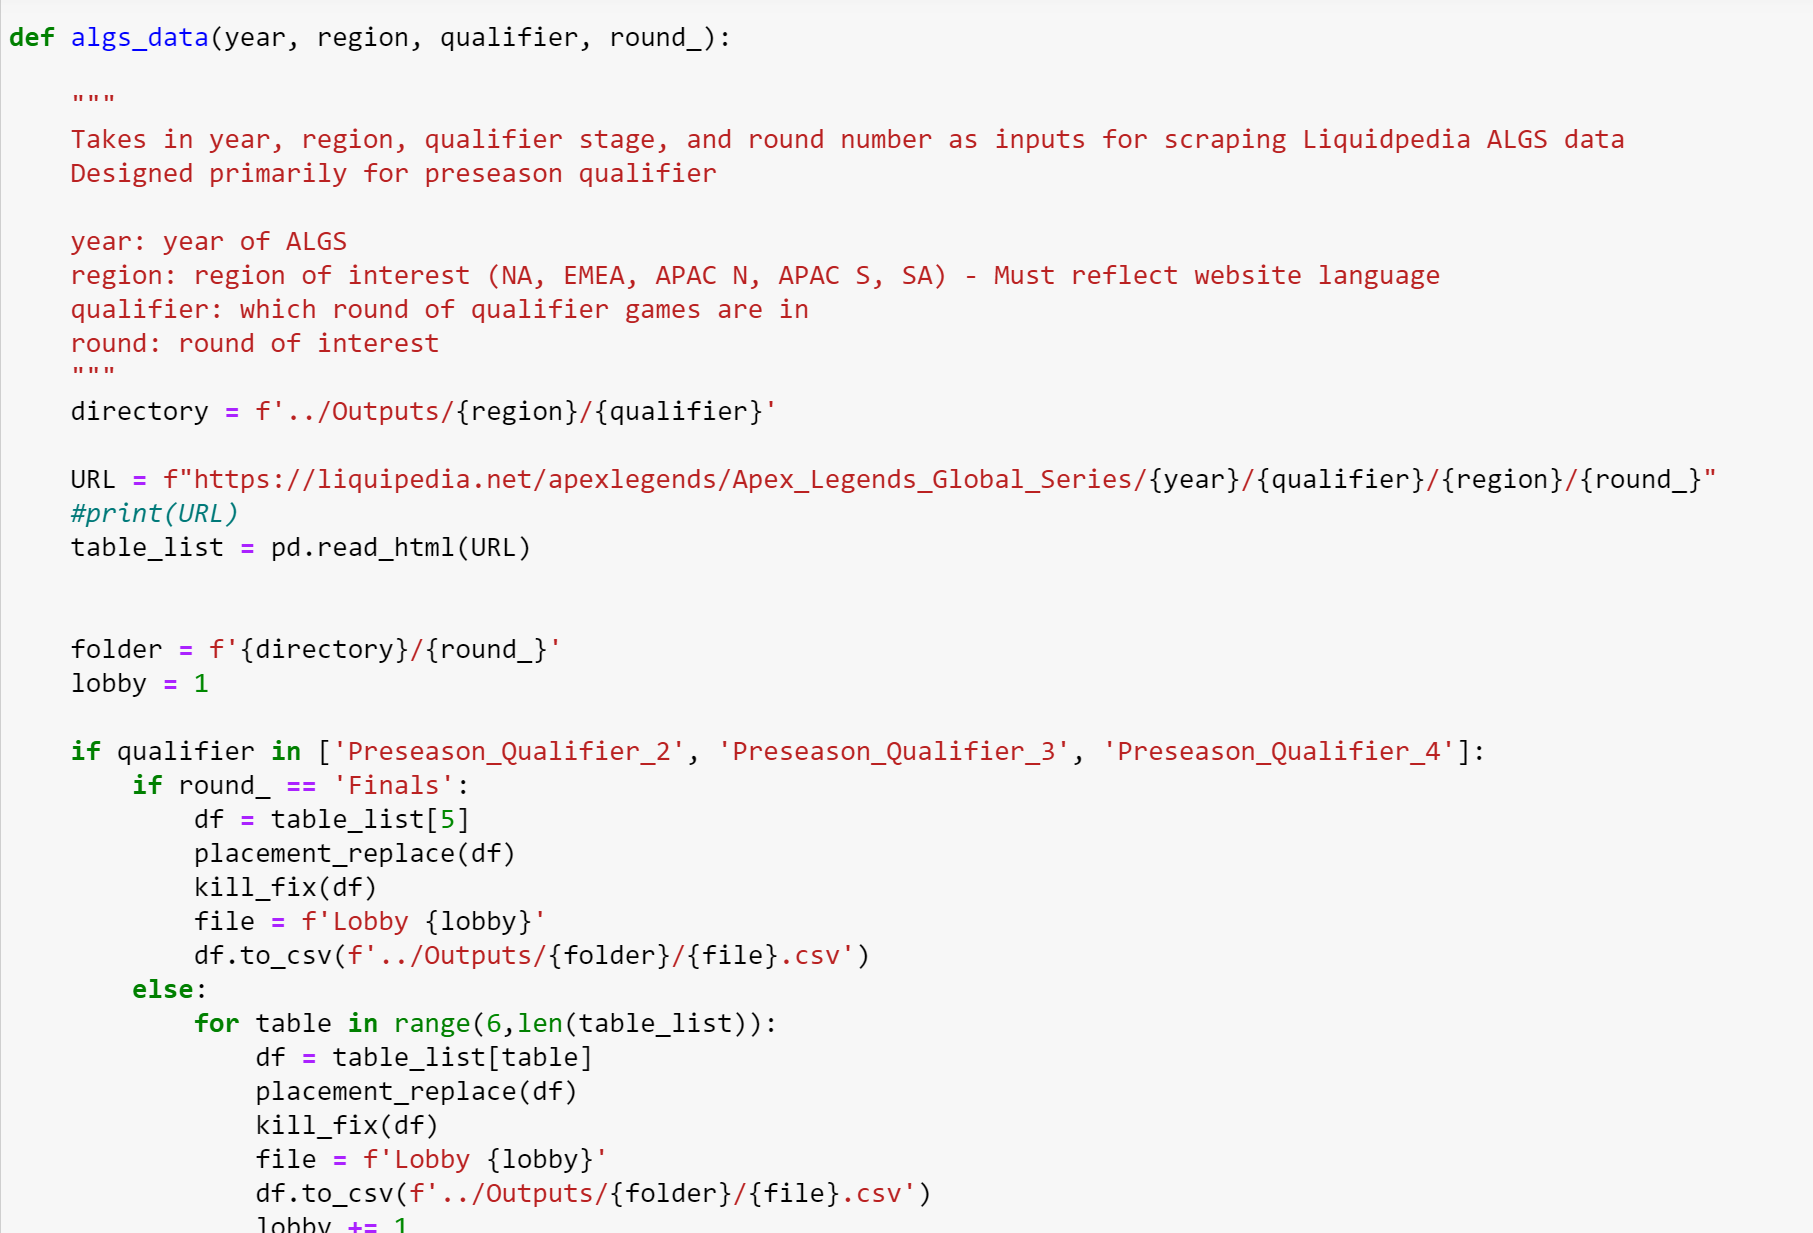 def algs_data(year, region, qualifier, round_):
"""
Takes in year, region, qualifier stage, and round number as inputs for scraping Liquidpedia ALGS data
Designed primarily for preseason qualifier
year: year of ALGS
region: region of interest (NA, EMEA, APAC N, APAC S, SA) - Must reflect website language
qualifier: which round of qualifier games are in
round: round of interest
"""
directory = f'../Outputs/{region}/{qualifier}'
URL = f"https://liquipedia.net/apexlegends/Apex_Legends_Global_Series/{year}/{qualifier}/{region}/{round_}"
#print(URL)
table_list = pd.read_html(URL)
folder = f'{directory}/{round_}'
lobby = 1
if qualifier in ['Preseason_Qualifier_2', 'Preseason_Qualifier_3', 'Preseason_Qualifier_4']:
if round_ == 'Finals':
df = table_list[5]
placement_replace(df)
kill_fix(df)
file = f'Lobby {lobby}'
df.to_csv(f'../Outputs/{folder}/{file}.csv')
else:
for table in range(6,len(table_list)):
df = table_list[table]
placement_replace(df)
kill_fix(df)
file = f'Lobby {lobby}'
df.to_csv(f'../Outputs/{folder}/{file}.csv')
lobby += 1